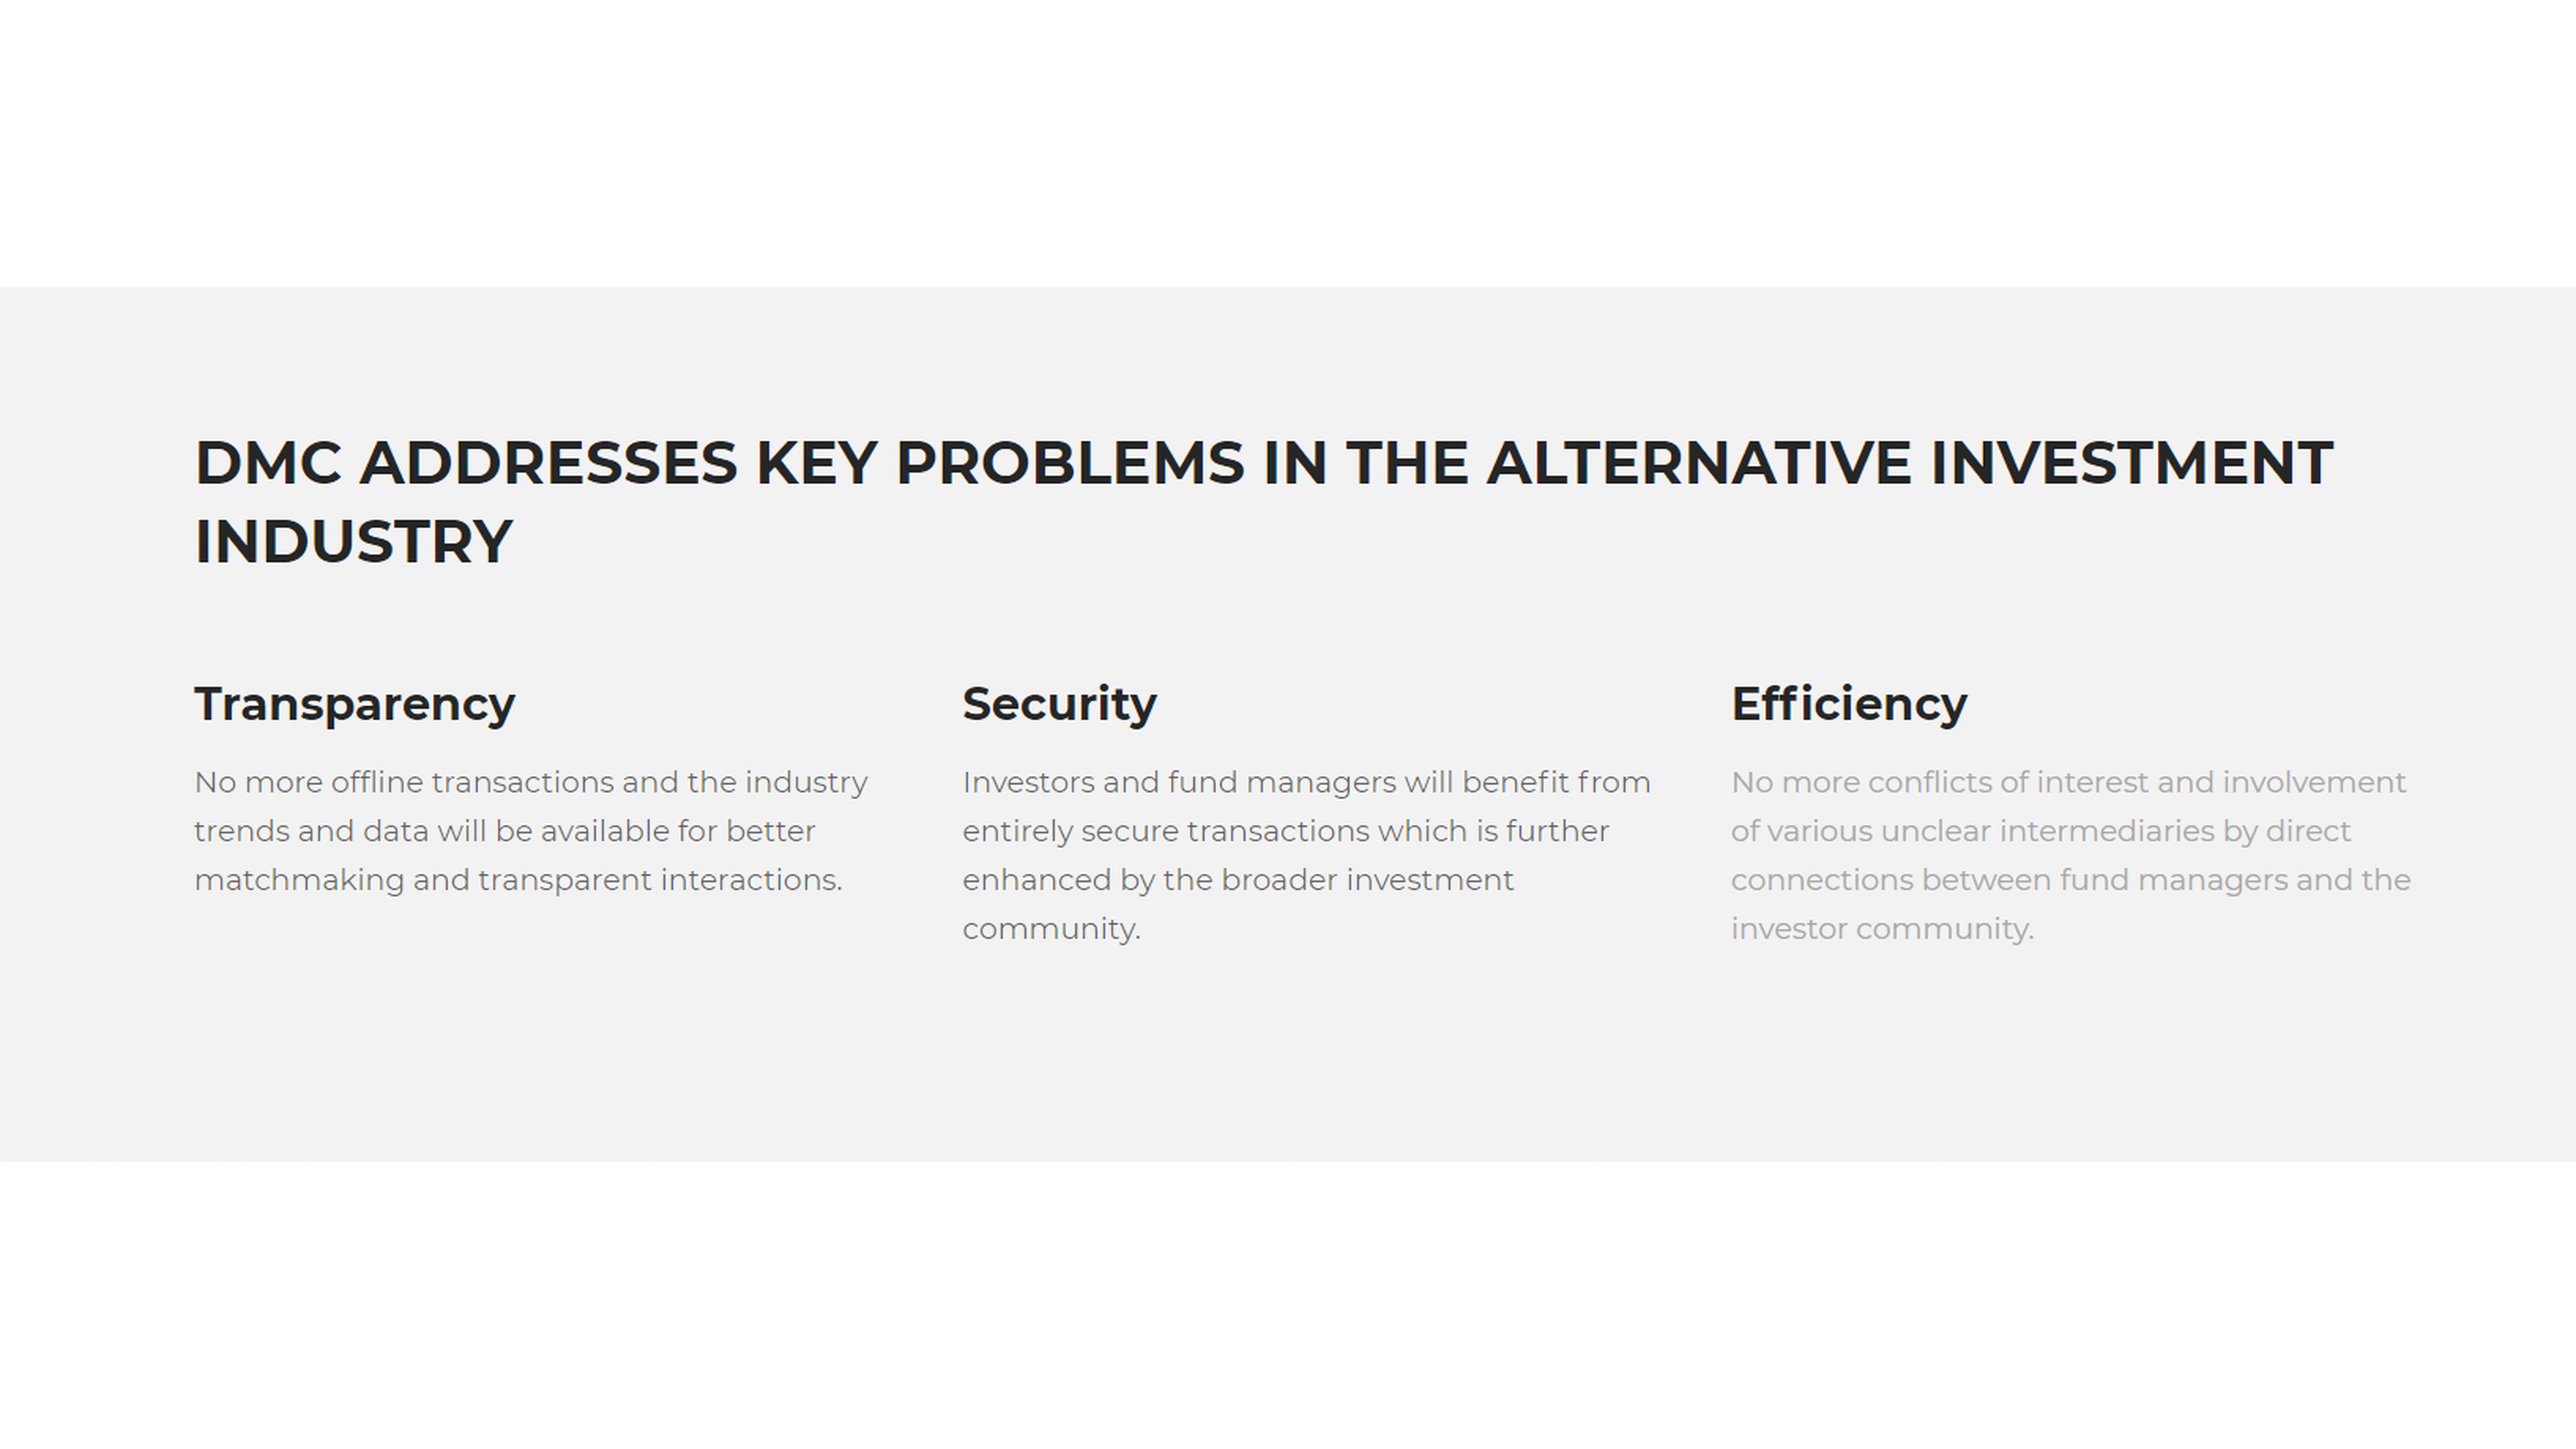 DMC ADDRESSES KEY PROBLEMS IN THE ALTERNATIVE INVESTMENT
INDUSTRY
Transparency
No more offline transactions and the industry
trends and data will be available for better
matchmaking and transparent interactions.
Security
Investors and fund managers will benefit from
entirely secure transactions which is further
enhanced by the broader investment
community.
Efficiency
No more conflicts of interest and involvement
of various unclear intermediaries by direct
connections between fund managers and the
investor community.